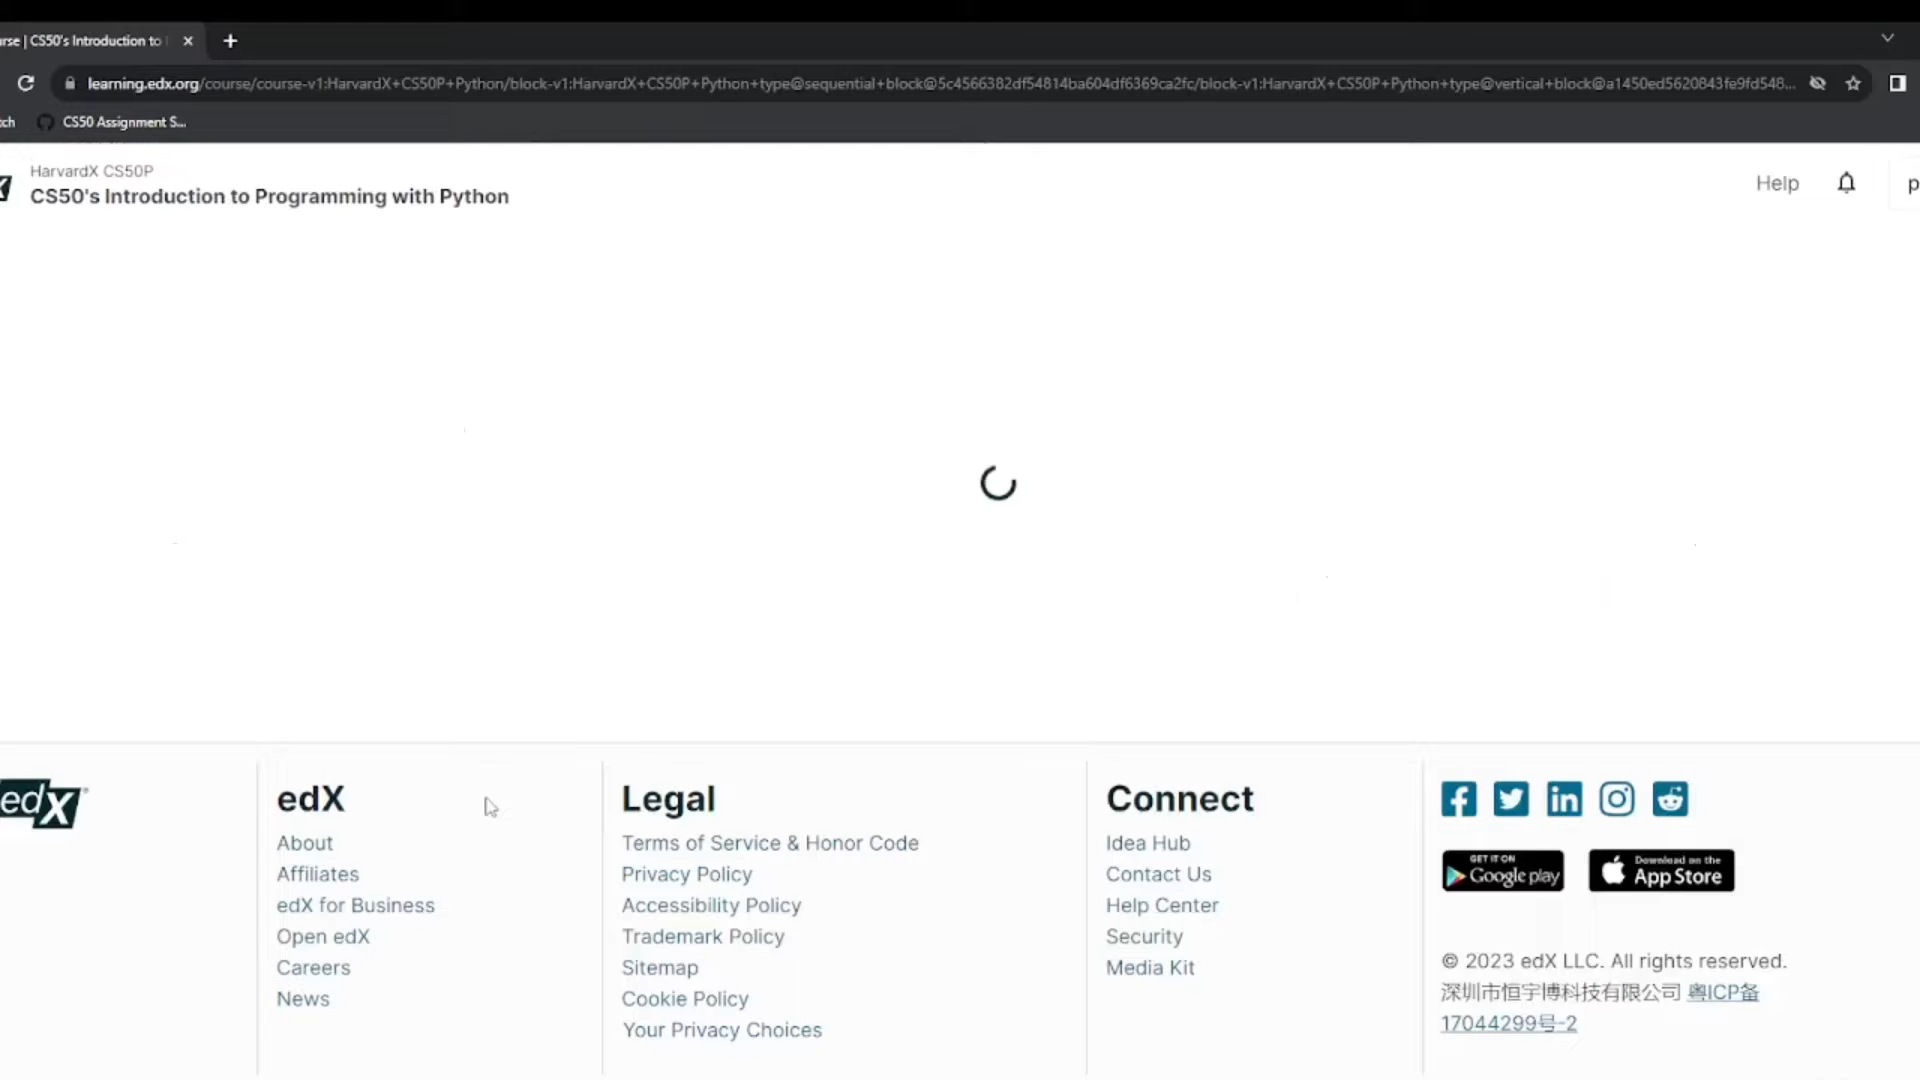 urse | CS50's Introduction to
learning.edx.org/course/course-v1:HarvardX+CS50P+Python/block-v1:HarvardX+CS50P+Python+type@sequential+block@5c4566382df54814ba604df6369ca2fc/block-v1:HarvardX+CS50P+Python+type@vertical+block@a1450ed5620843fe9fd548...
tch CS50 Assignment S...
HarvardX CS50P
CS50's Introduction to Programming with Python
Help
p
edX
edX
About
Affiliates
edX for Business
Open edX
Careers
News
Legal
Terms of Service & Honor Code
Privacy Policy
Accessibility Policy
Trademark Policy
Sitemap
Cookie Policy
Your Privacy Choices
Connect
Idea Hub
Contact Us
Help Center
Security
Media Kit
GET IT ON
Google play
Download on the
App Store
© 2023 edX LLC. All rights reserved.
深圳市恒宇博科技有限公司 粤ICP备
17044299号-2